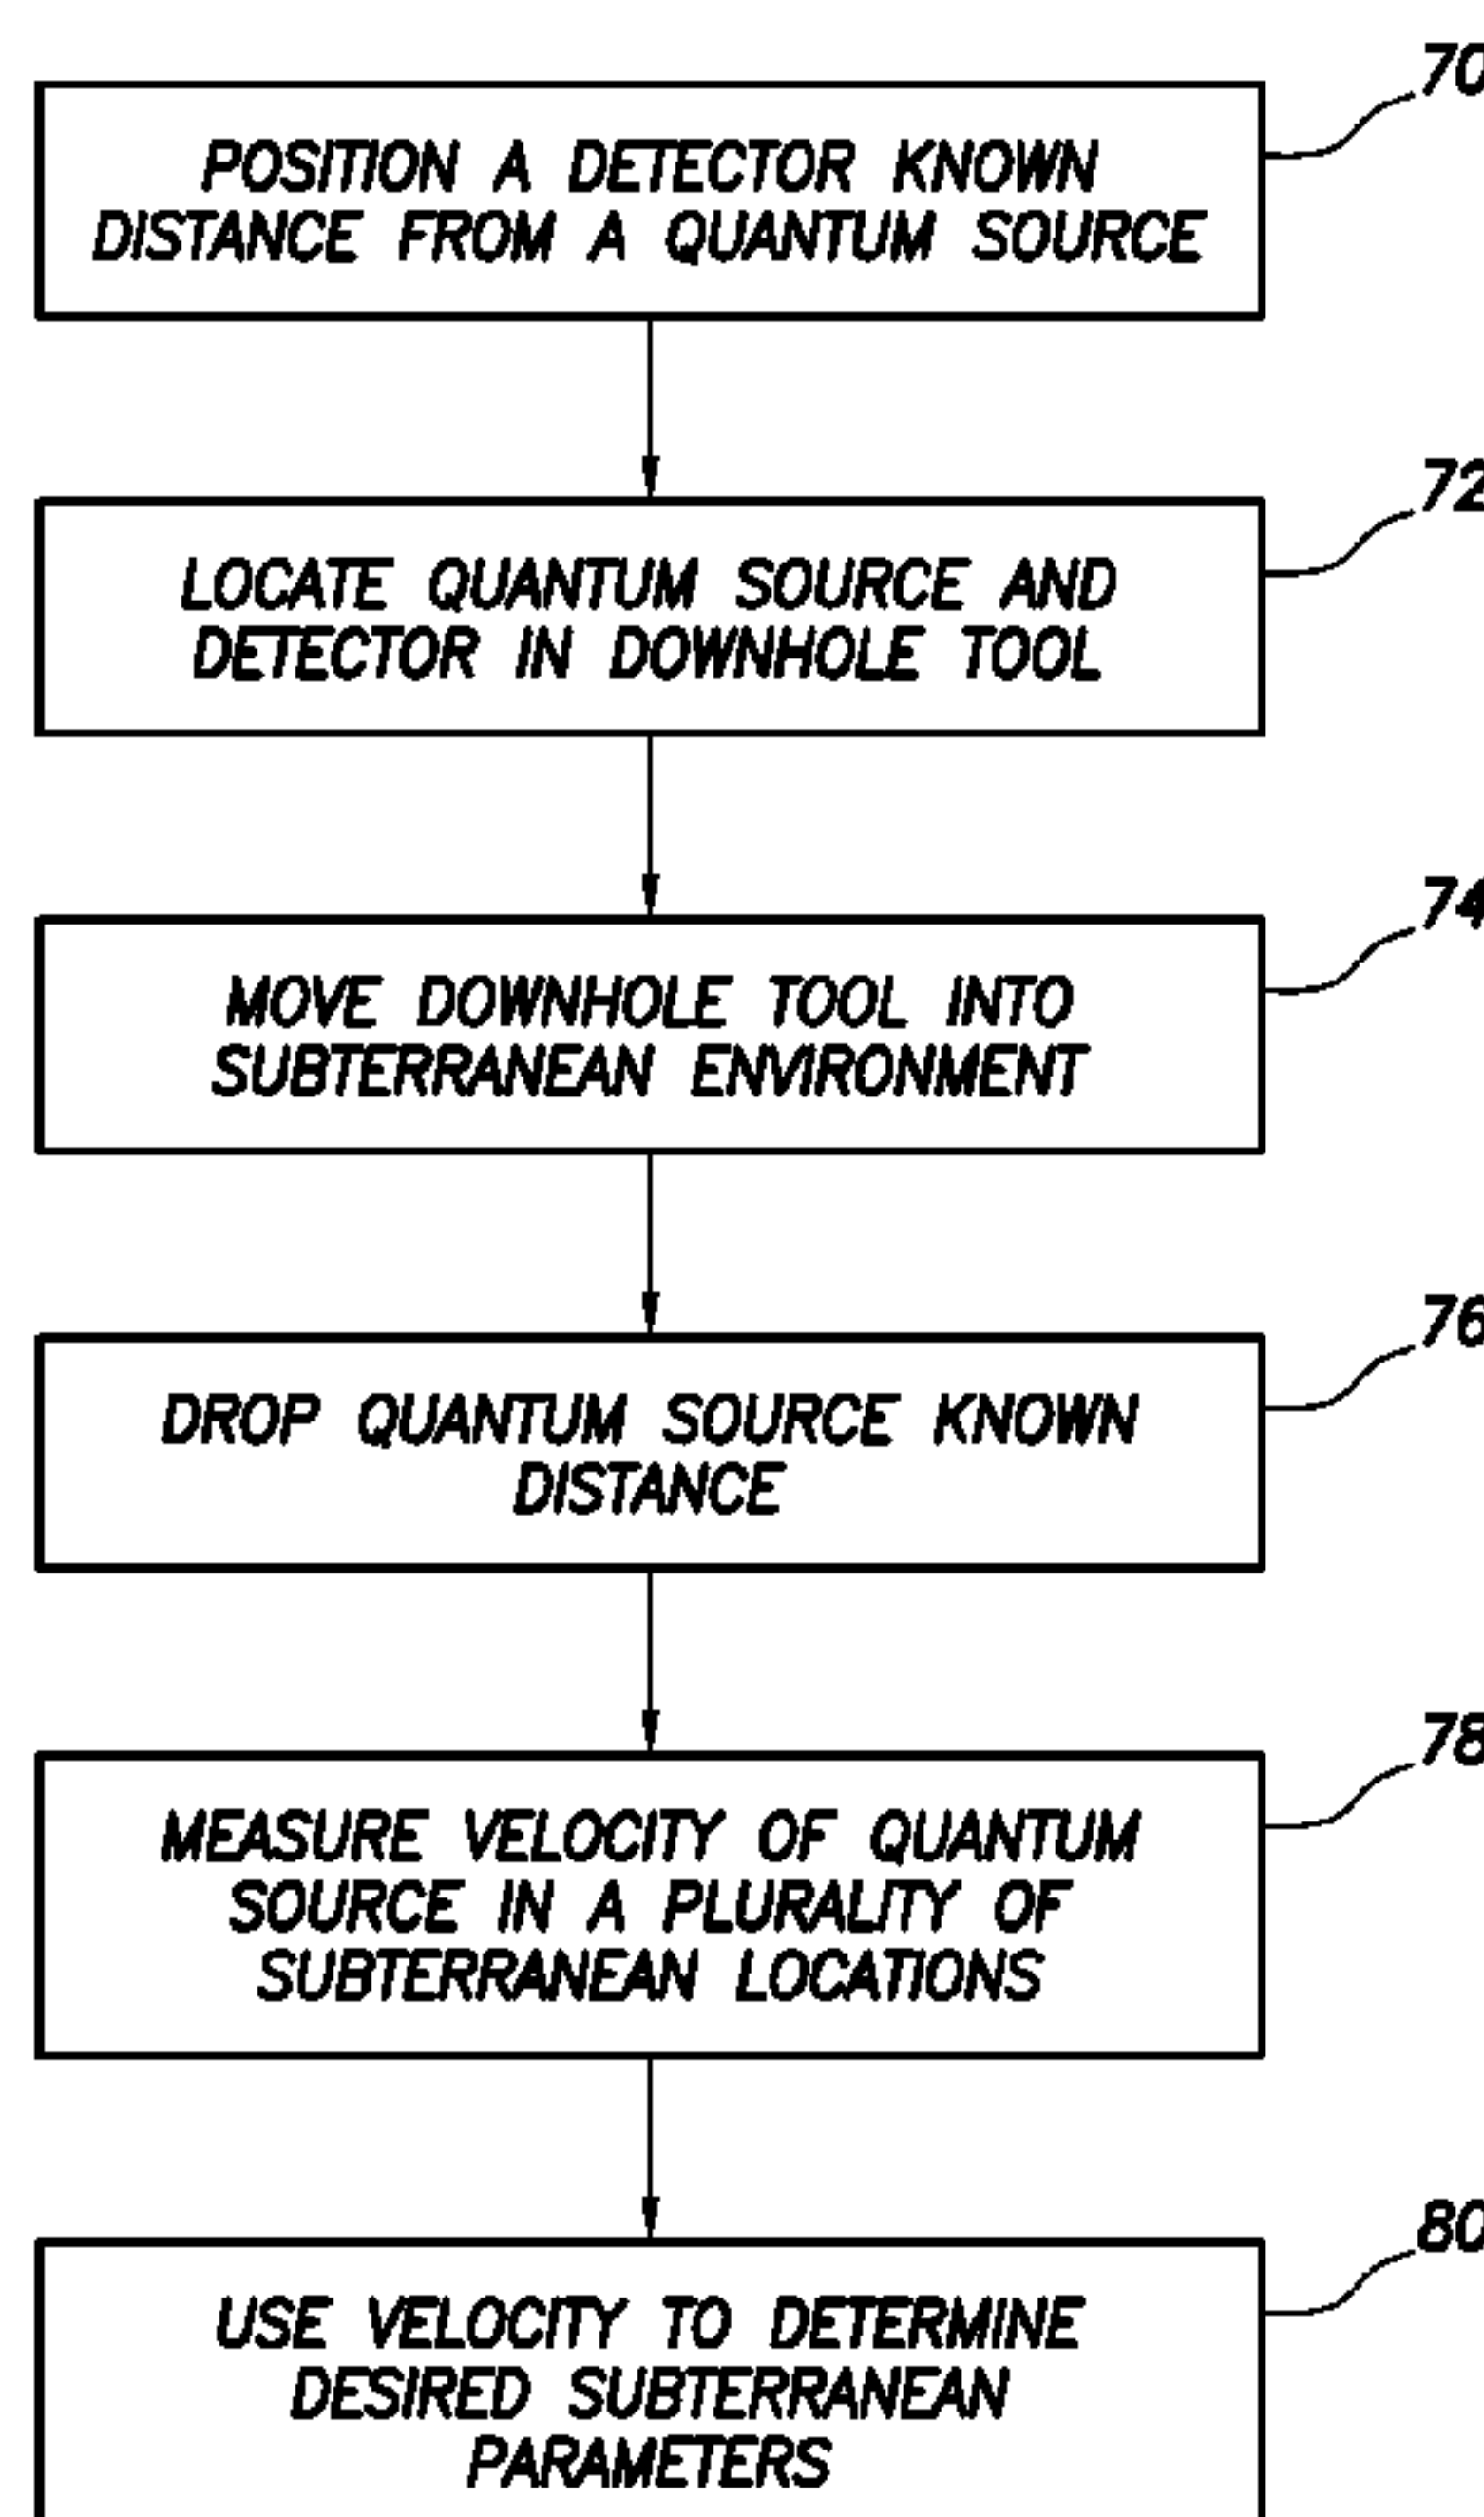 70
POSITION A DETECTOR KNOWN
DISTANCE FROM A QUANTUM SOURCE
72
LOCATE QUANTUM SOURCE AND
DETECTOR IN DOWNHOLE TOOL
74
MOVE DOWNHOLE TOOL INTO
SUBTERRANEAN ENVIRONMENT
76
DROP QUANTUM SOURCE KNOWN
DISTANCE
78
MEASURE VELOCITY OF QUANTUM
SOURCE IN A PLURALITY OF
SUBTERRANEAN LOCATIONS
80
USE VELOCITY TO DETERMINE
DESIRED SUBTERRANEAN
PARAMETERS